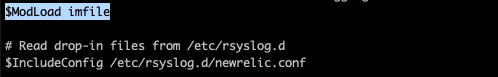 $ModLoad imfile
# Read drop-in files from /etc/rsyslog.d
$IncludeConfig /etc/rsyslog.d/newrelic.conf